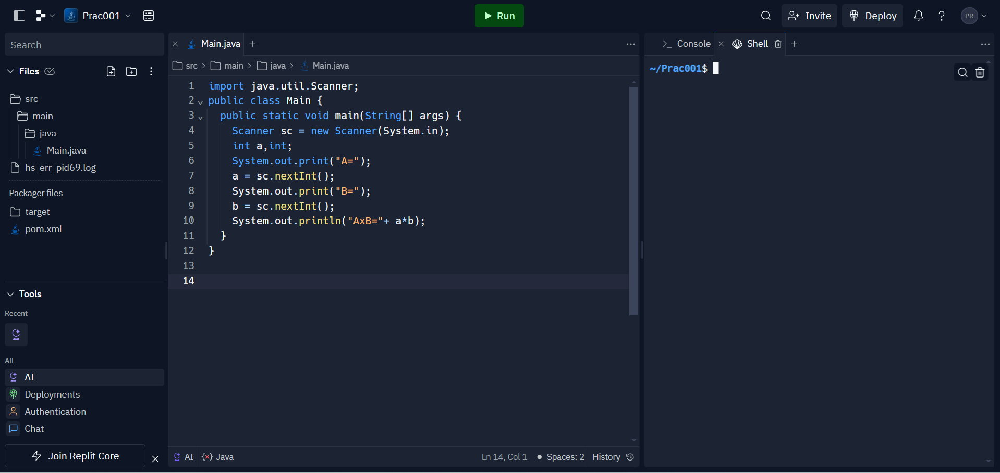 Prac001
Run
Invite
Deploy
PR
Search
Files
src
main
java
Main.java
hs_err_pid69.log
Packager files
target
pom.xml
Tools
Recent
All
AI
Deployments
Authentication
Chat
Join Replit Core
Main.java
src > main > java > Main.java
1 import java.util.Scanner;
2 public class Main {
3 public static void main(String[] args) {
4 Scanner sc = new Scanner(System.in);
5 int a,int;
6 System.out.print("A=");
7 a = sc.nextInt();
8 System.out.print("B=");
9 b = sc.nextInt();
10 System.out.println("AxB="+ a*b);
11 }
12 }
13
14
AI {×} Java Ln 14, Col 1 Spaces: 2 History
Console Shell
~/Prac001$